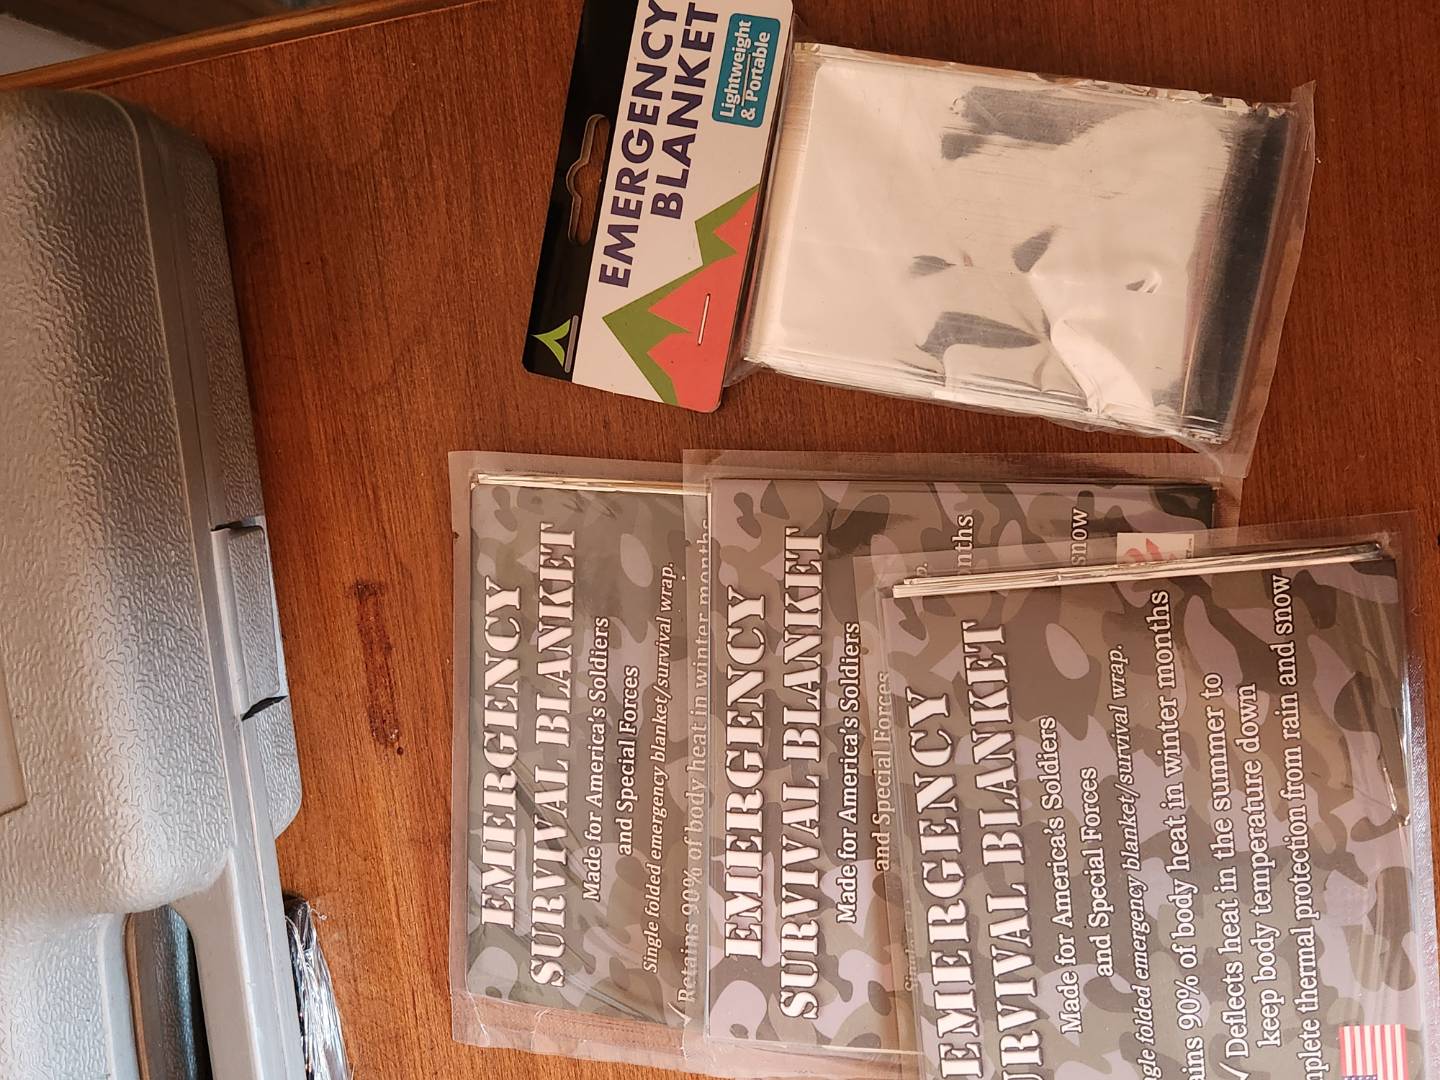 EMERGENCY
BLANKET
Lightweight
& Portable
EMERGENCY
SURVIVAL BLANKET
Made for America's Soldiers
and Special Forces
Single folded emergency blanket/survival wrap.
✓ Retains 90% of body heat in winter months
EMERGENCY
SURVIVAL BLANKET
Made for America's Soldiers
and Special Forces
nths
snow
EMERGENCY
URVIVAL BLANKET
Made for America's Soldiers
and Special Forces
ngle folded emergency blanket/survival wrap.
ains 90% of body heat in winter months
✓ Deflects heat in the summer to
keep body temperature down
mplete thermal protection from rain and snow